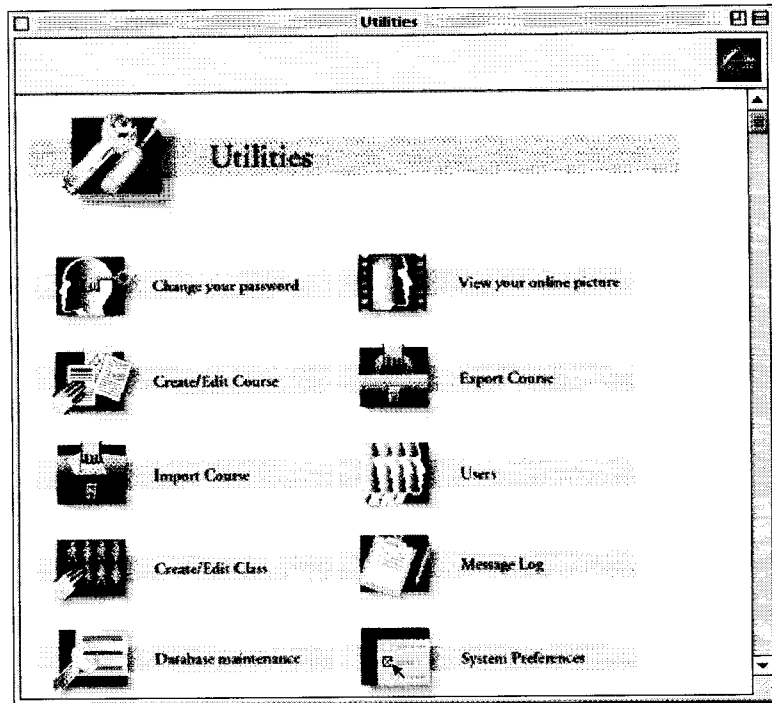 Utilities
Utilities
Change your password
View your online picture
Create/Edit Course
Export Course
Import Course
Users
Create/Edit Class
Message Log
Database maintenance
System Preferences